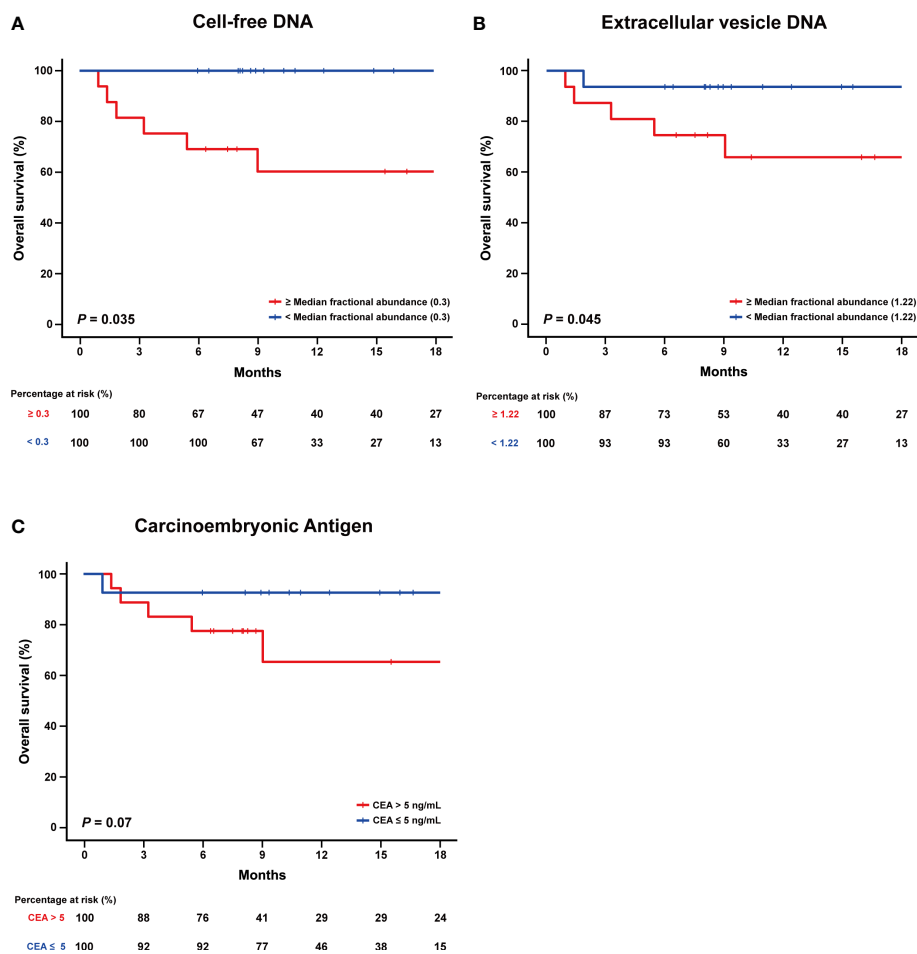 A
Cell-free DNA
Overall survival (%)
100
80
60
40
20
0
≥ Median fractional abundance (0.3)
< Median fractional abundance (0.3)
P = 0.035
0 3 6 9 12 15 18
Months
Percentage at risk (%)
≥ 0.3 100 80 67 47 40 40 27
< 0.3 100 100 100 67 33 27 13
B
Extracellular vesicle DNA
Overall survival (%)
100
80
60
40
20
0
≥ Median fractional abundance (1.22)
< Median fractional abundance (1.22)
P = 0.045
0 3 6 9 12 15 18
Months
Percentage at risk (%)
≥ 1.22 100 87 73 53 40 40 27
< 1.22 100 93 93 60 33 27 13
C
Carcinoembryonic Antigen
Overall survival (%)
100
80
60
40
20
0
CEA > 5 ng/mL
CEA ≤ 5 ng/mL
P = 0.07
0 3 6 9 12 15 18
Months
Percentage at risk (%)
CEA > 5 100 88 76 41 29 29 24
CEA ≤ 5 100 92 92 77 46 38 15